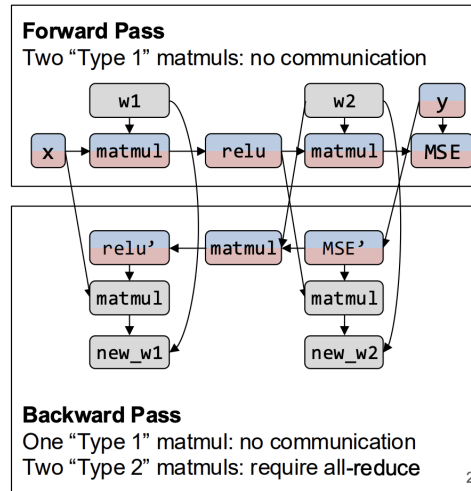 Forward Pass
Two “Type 1” matmuls: no communication
w1 w2 y
x matmul relu matmul MSE
relu’ matmul MSE’
matmul matmul
new_w1 new_w2
Backward Pass
One “Type 1” matmul: no communication
Two “Type 2” matmuls: require all-reduce
2